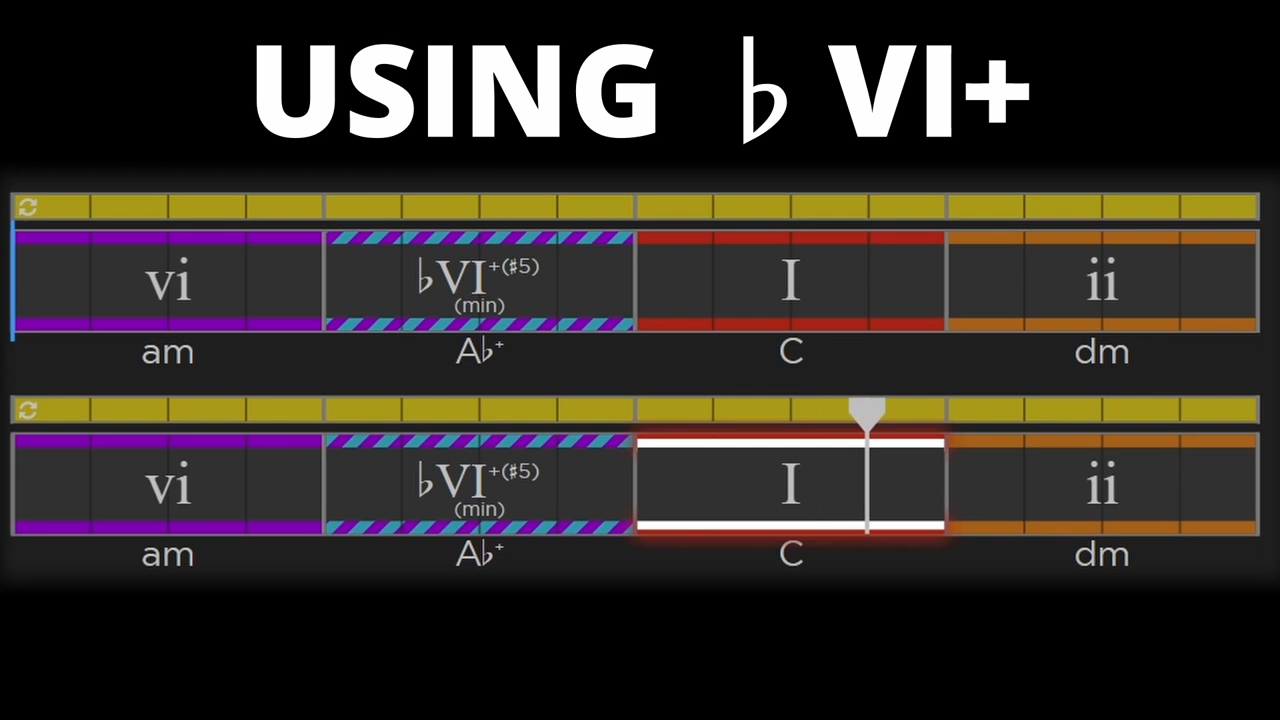 USING ♭VI+
vi ♭VI+(♯5) (min) I ii
am A♭+ C dm
vi ♭VI+(♯5) (min) I ii
am A♭+ C dm